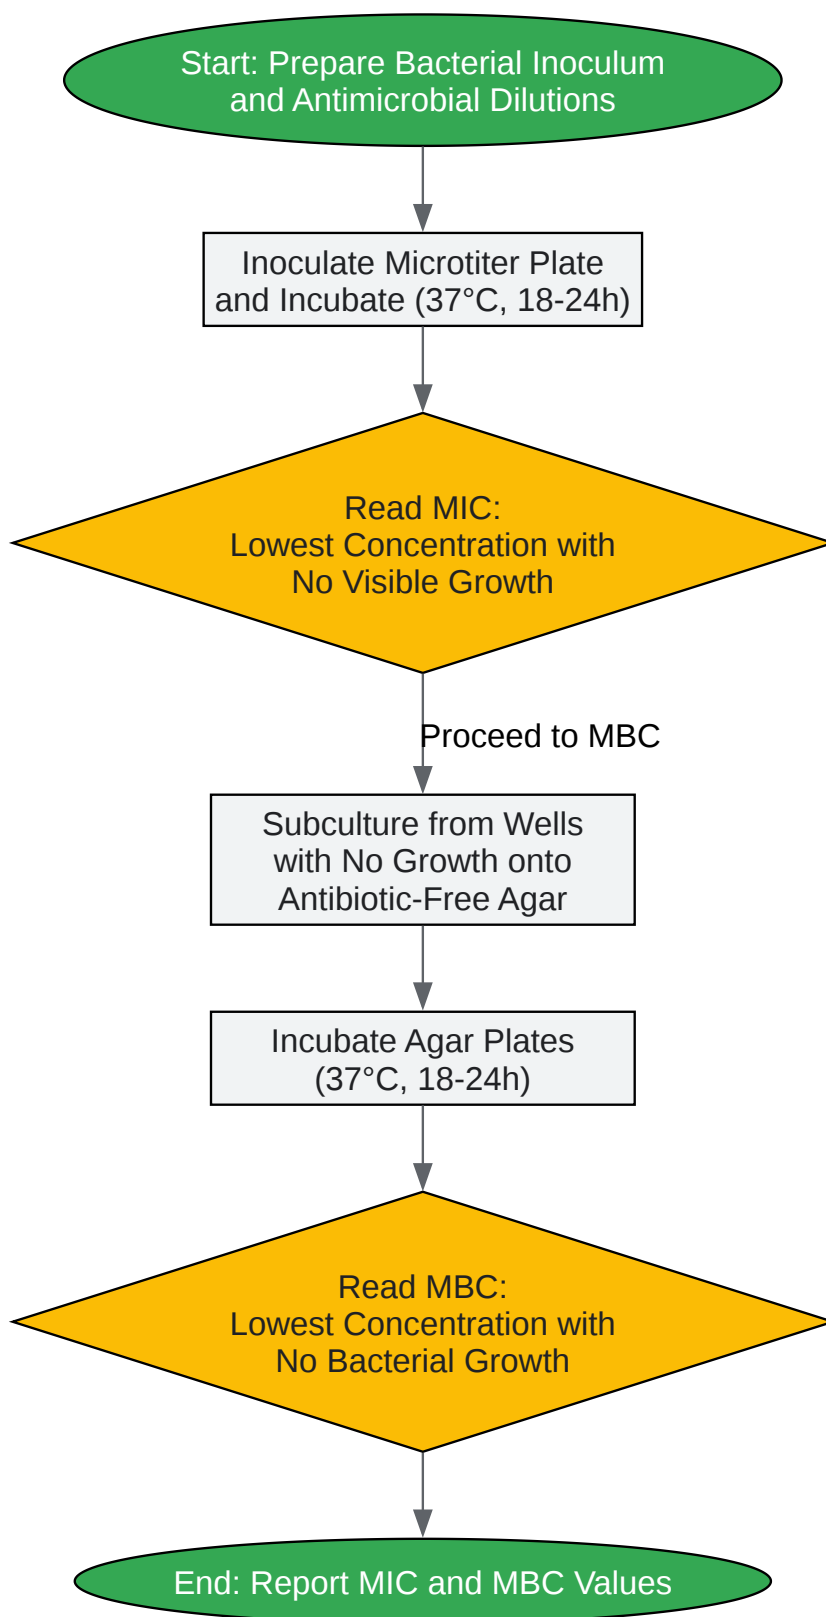 Start: Prepare Bacterial Inoculum
and Antimicrobial Dilutions
Inoculate Microtiter Plate
and Incubate (37°C, 18-24h)
Read MIC:
Lowest Concentration with
No Visible Growth
Proceed to MBC
Subculture from Wells
with No Growth onto
Antibiotic-Free Agar
Incubate Agar Plates
(37°C, 18-24h)
Read MBC:
Lowest Concentration with
No Bacterial Growth
End: Report MIC and MBC Values